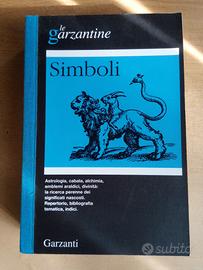 le
garzantine
Simboli
Astrologia, cabala, alchimia,
emblemi araldici, divinità:
la ricerca perenne dei
significati nascosti.
Repertorio, bibliografia
tematica, indici.
Garzanti
subito